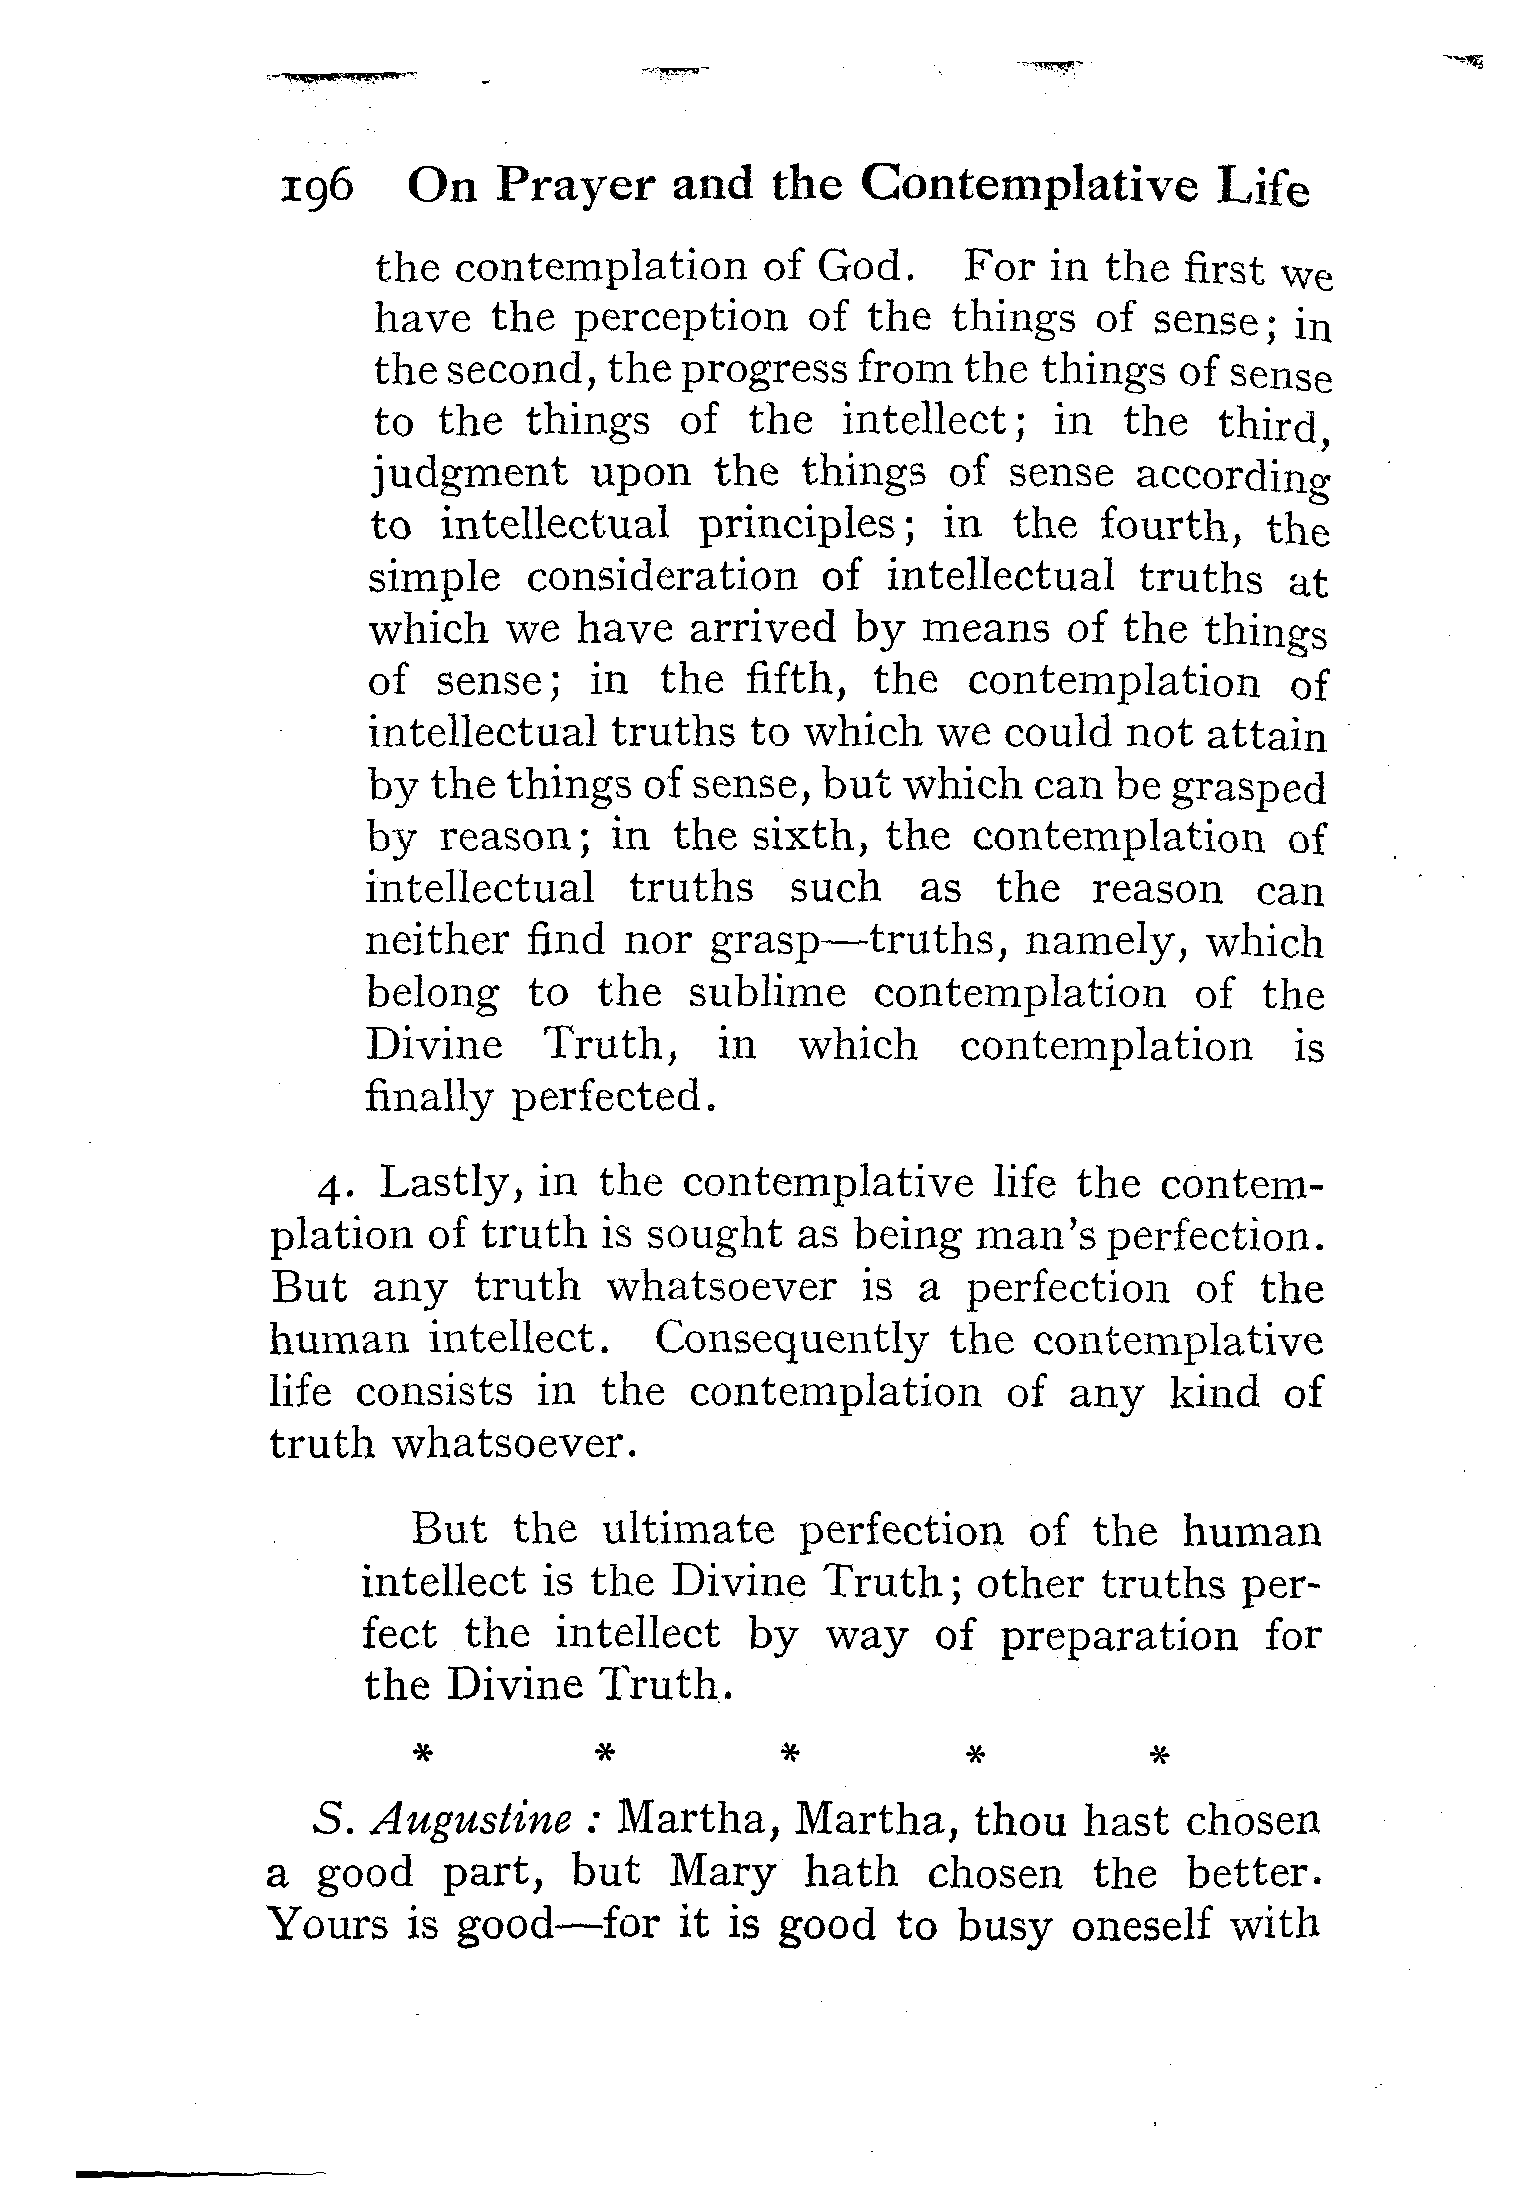 196 On Prayer and the Contemplative Life
the contemplation of God. For in the first we
have the perception of the things of sense; in
the second, the progress from the things of sense
to the things of the intellect; in the third,
judgment upon the things of sense according
to intellectual principles; in the fourth, the
simple consideration of intellectual truths at
which we have arrived by means of the things
of sense; in the fifth, the contemplation of
intellectual truths to which we could not attain
by the things of sense, but which can be grasped
by reason; in the sixth, the contemplation of
intellectual truths such as the reason can
neither find nor grasp—truths, namely, which
belong to the sublime contemplation of the
Divine Truth, in which contemplation is
finally perfected.
4. Lastly, in the contemplative life the contem-
plation of truth is sought as being man's perfection.
But any truth whatsoever is a perfection of the
human intellect. Consequently the contemplative
life consists in the contemplation of any kind of
truth whatsoever.
But the ultimate perfection of the human
intellect is the Divine Truth; other truths per-
fect the intellect by way of preparation for
the Divine Truth.
* * * * *
S. Augustine : Martha, Martha, thou hast chosen
a good part, but Mary hath chosen the better.
Yours is good—for it is good to busy oneself with